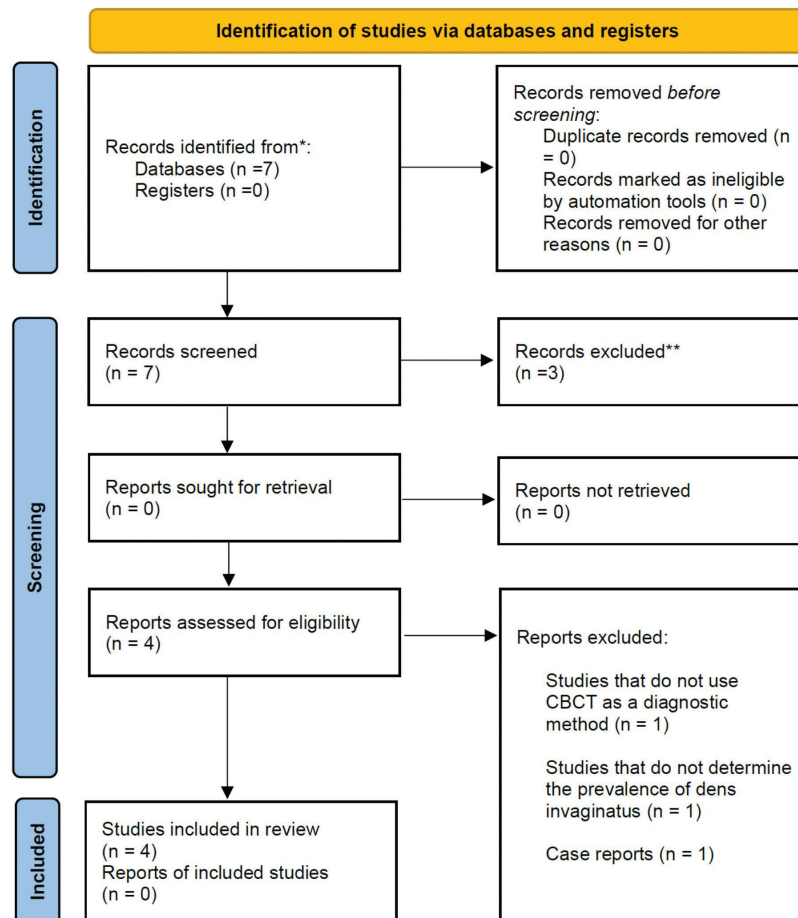 Identification of studies via databases and registers
Identification
Records identified from*:
Databases (n =7)
Registers (n =0)
Records removed before
screening:
Duplicate records removed (n
= 0)
Records marked as ineligible
by automation tools (n = 0)
Records removed for other
reasons (n = 0)
Screening
Records screened
(n = 7)
Records excluded**
(n =3)
Reports sought for retrieval
(n = 0)
Reports not retrieved
(n = 0)
Reports assessed for eligibility
(n = 4)
Reports excluded:
Studies that do not use
CBCT as a diagnostic
method (n = 1)
Studies that do not determine
the prevalence of dens
invaginatus (n = 1)
Case reports (n = 1)
Included
Studies included in review
(n = 4)
Reports of included studies
(n = 0)